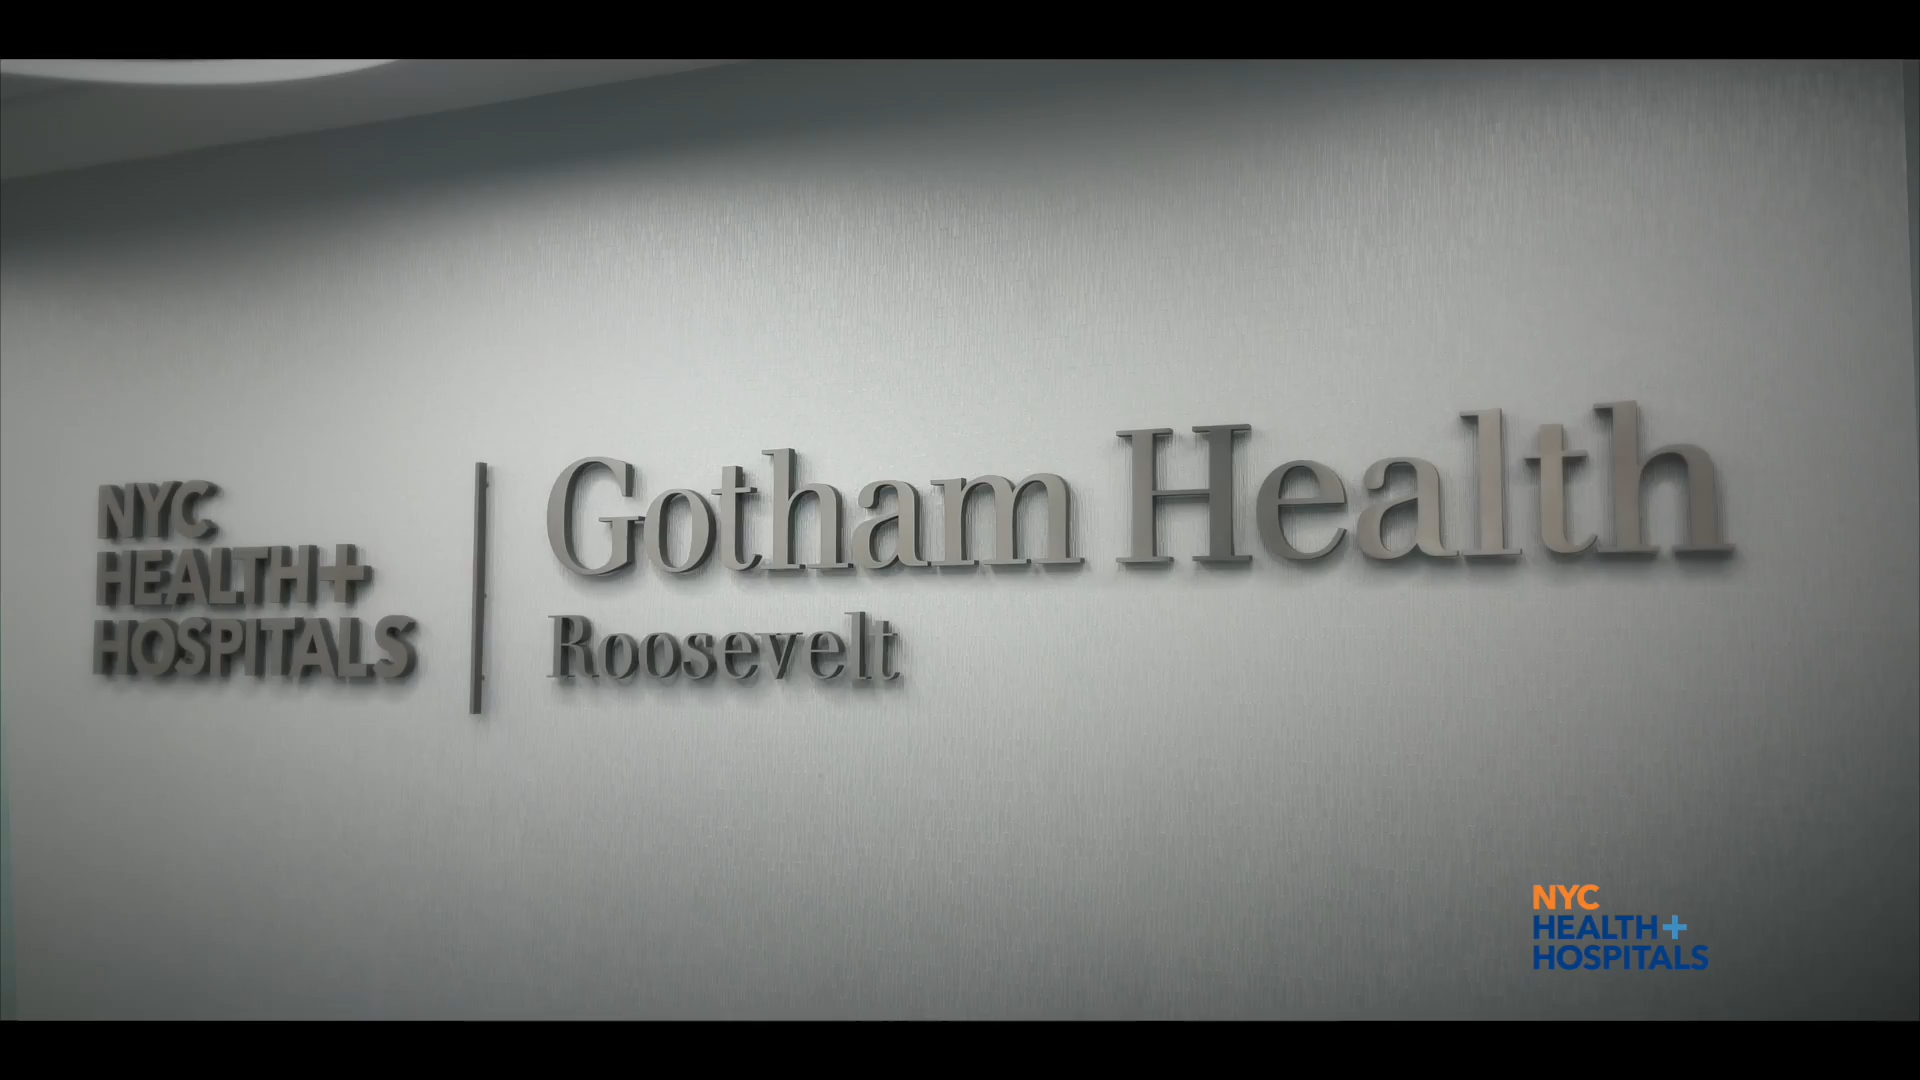 NYC
HEALTH+
HOSPITALS
Gotham Health
Roosevelt
NYC
HEALTH+
HOSPITALS